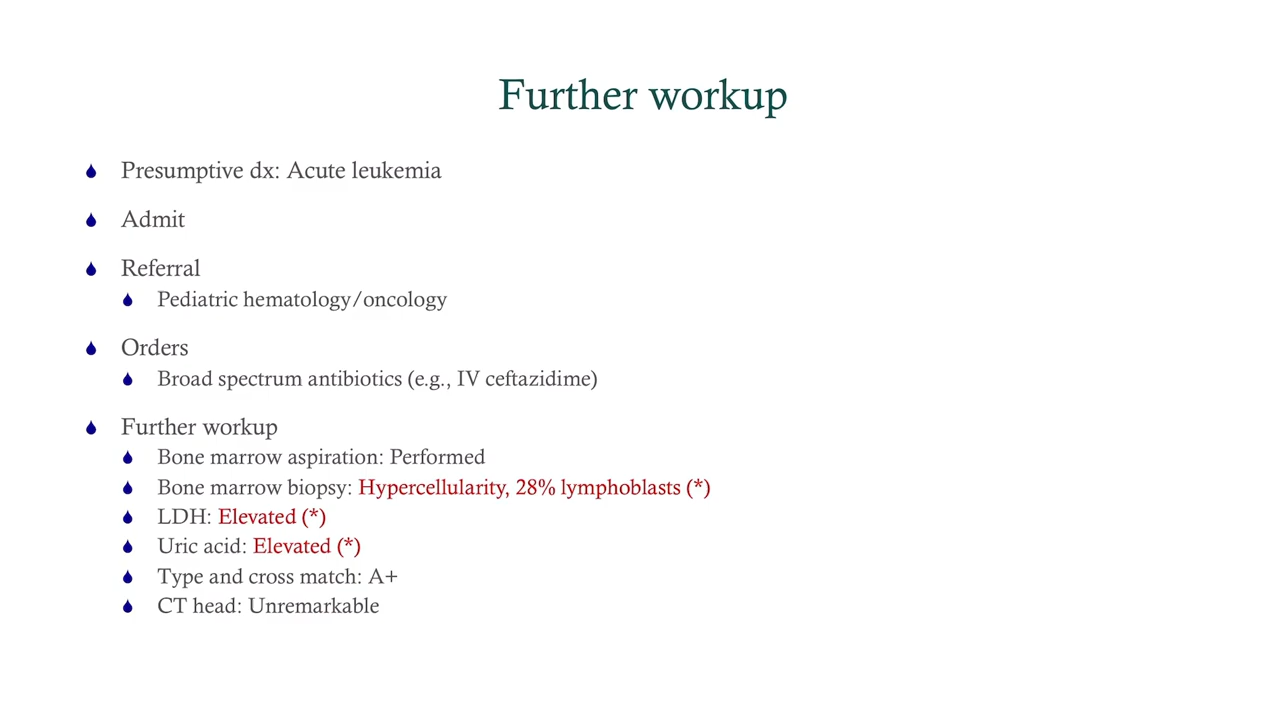 Further workup
Presumptive dx: Acute leukemia
Admit
Referral
Pediatric hematology/oncology
Orders
Broad spectrum antibiotics (e.g., IV ceftazidime)
Further workup
Bone marrow aspiration: Performed
Bone marrow biopsy: Hypercellularity, 28% lymphoblasts (*)
LDH: Elevated (*)
Uric acid: Elevated (*)
Type and cross match: A+
CT head: Unremarkable